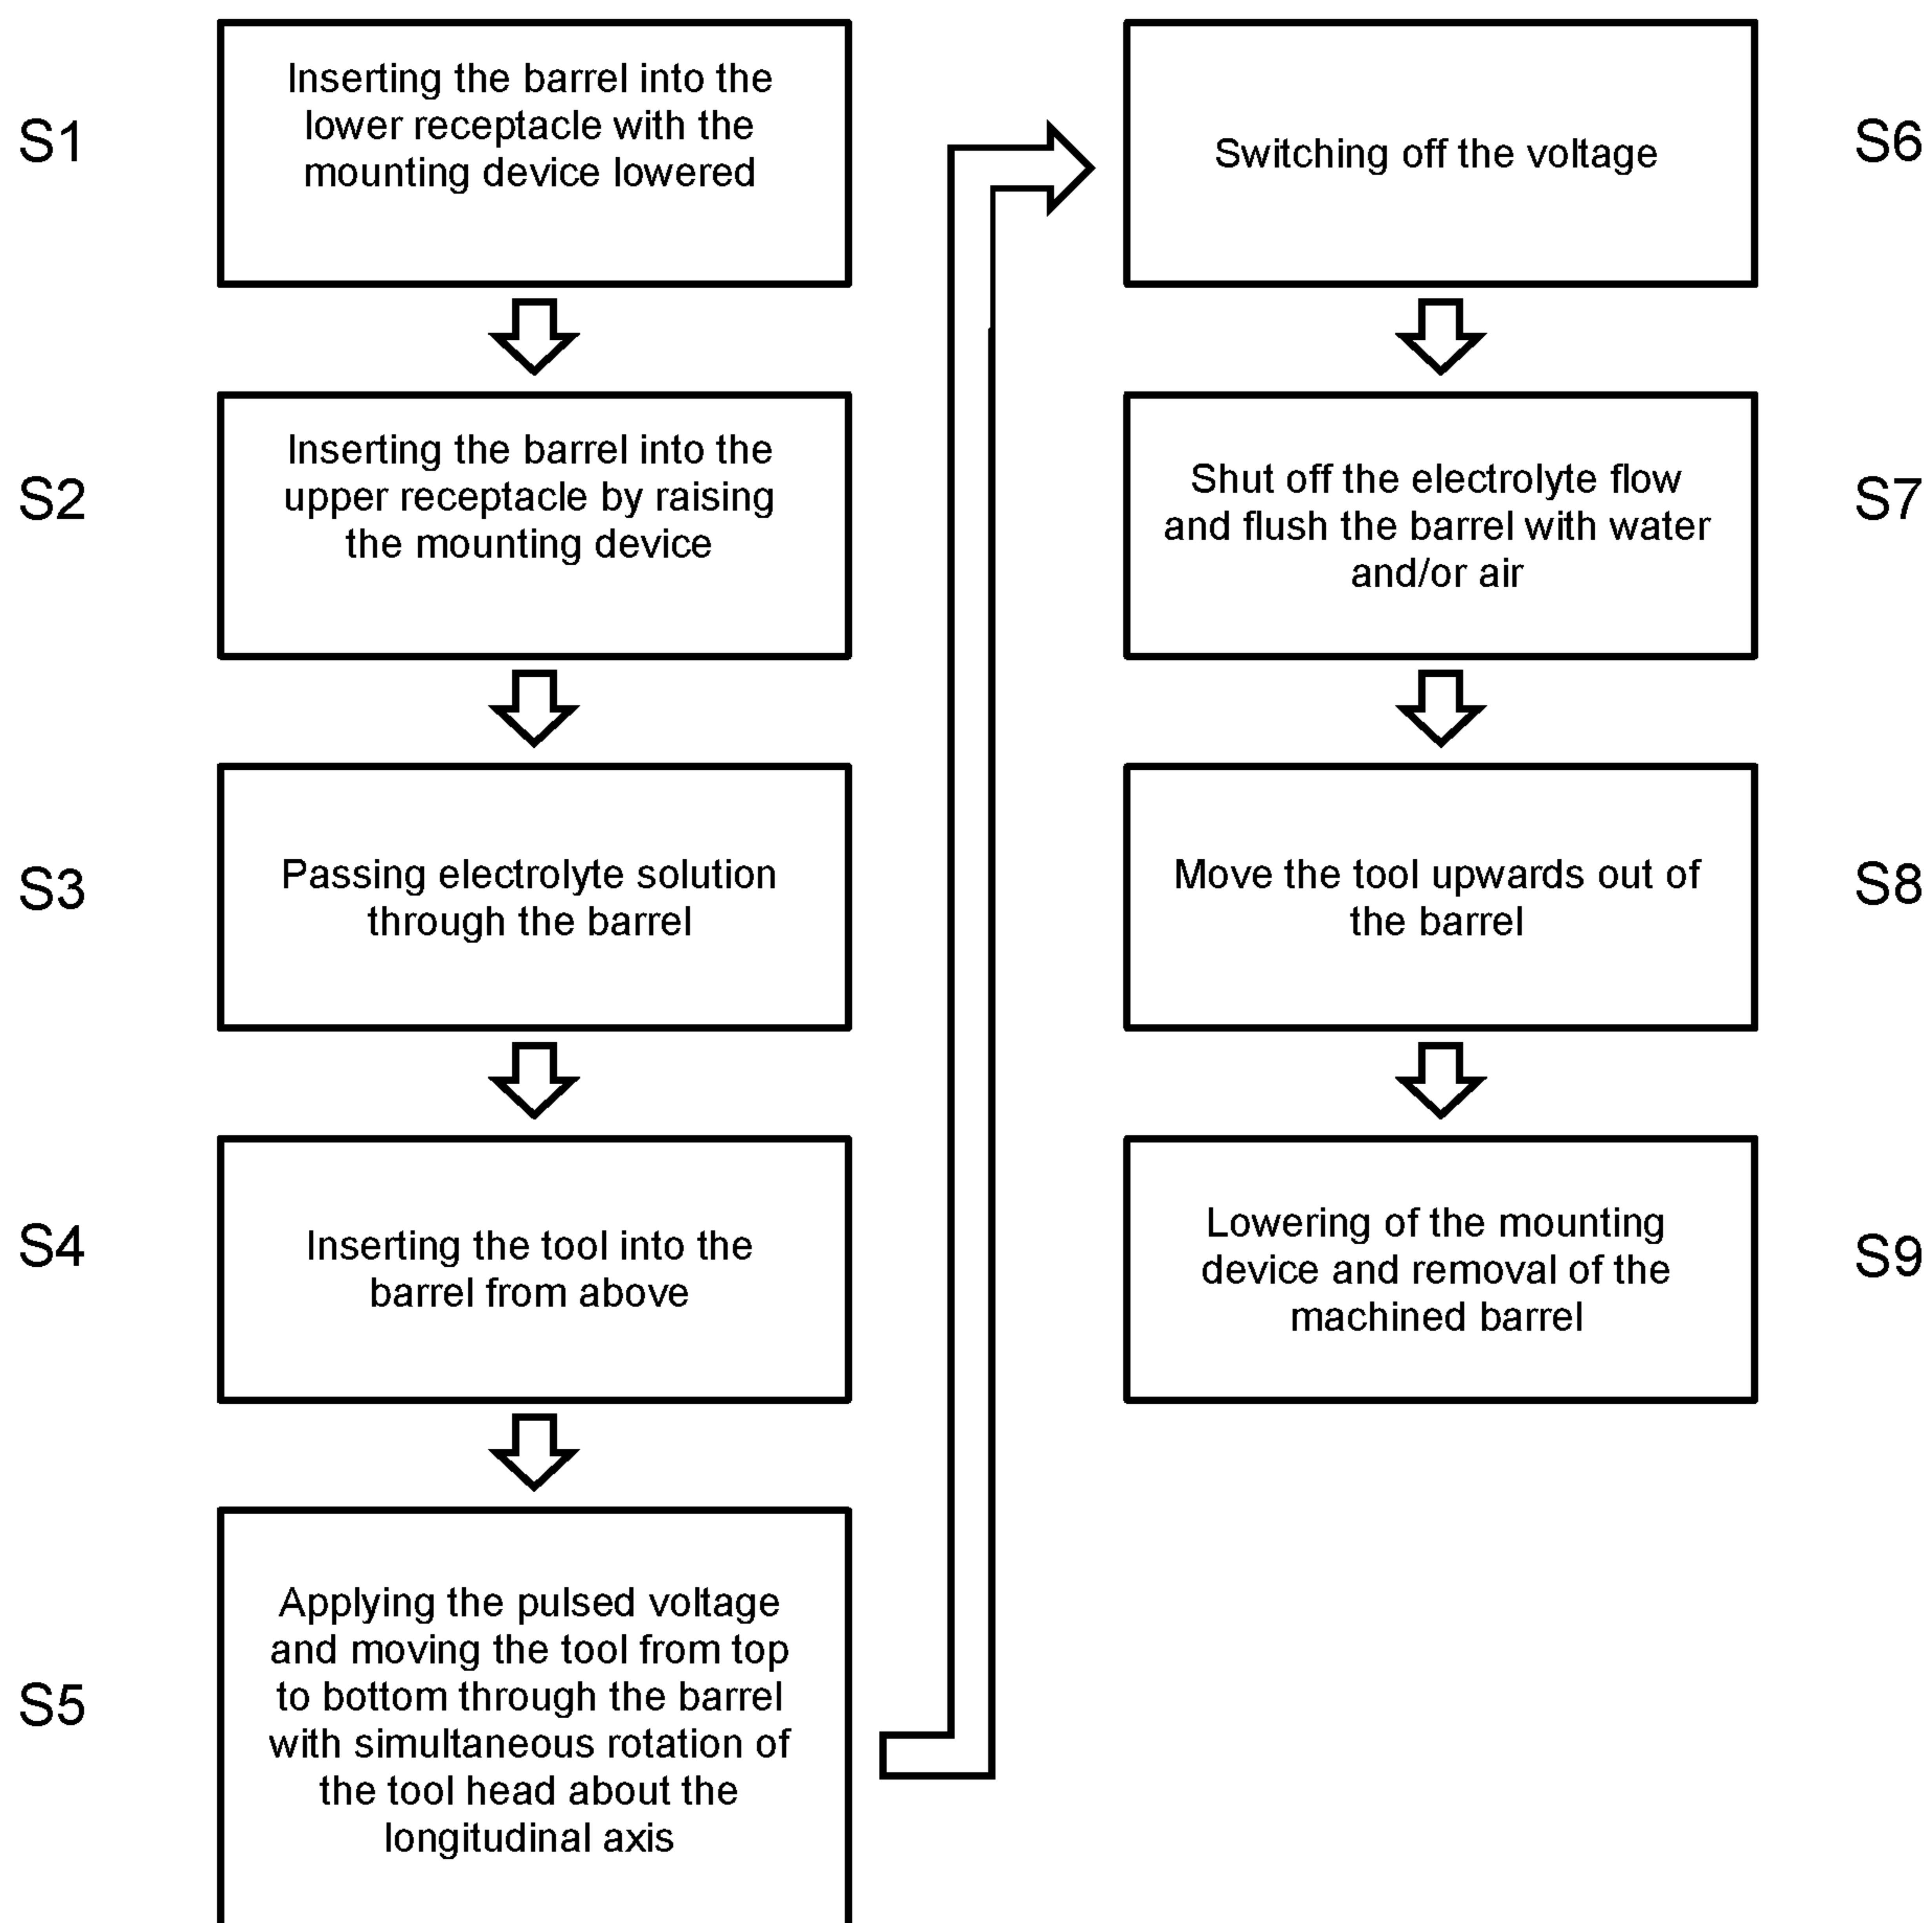 S1
Inserting the barrel into the
lower receptacle with the
mounting device lowered
S2
Inserting the barrel into the
upper receptacle by raising
the mounting device
S3
Passing electrolyte solution
through the barrel
S4
Inserting the tool into the
barrel from above
S5
Applying the pulsed voltage
and moving the tool from top
to bottom through the barrel
with simultaneous rotation of
the tool head about the
longitudinal axis
Switching off the voltage
S6
Shut off the electrolyte flow
and flush the barrel with water
and/or air
S7
Move the tool upwards out of
the barrel
S8
Lowering of the mounting
device and removal of the
machined barrel
S9